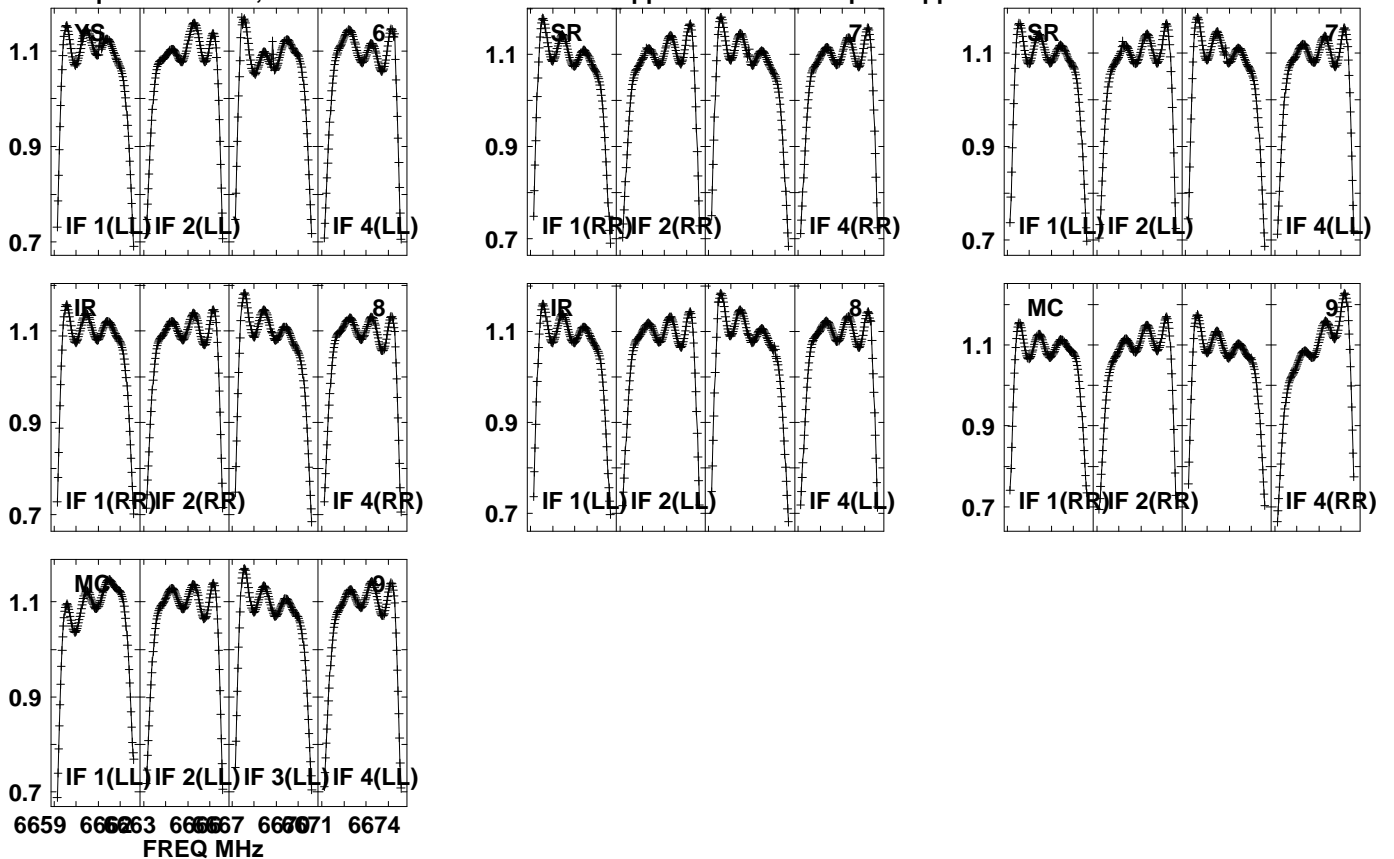 YS 6 SR 7 SR 7
1.1 1.1 1.1
0.9 0.9 0.9
IF 1(LL) IF 2(LL) IF 4(LL) IF 1(RR) IF 2(RR) IF 4(RR) IF 1(LL) IF 2(LL) IF 4(LL)
0.7 0.7 0.7
IR 8 IR 8 MC 9
1.1 1.1 1.1
0.9 0.9 0.9
IF 1(RR) IF 2(RR) IF 4(RR) IF 1(LL) IF 2(LL) IF 4(LL) IF 1(RR) IF 2(RR) IF 4(RR)
0.7 0.7 0.7
MC 9
1.1
0.9
IF 1(LL) IF 2(LL) IF 3(LL) IF 4(LL)
0.7
6659 6662 6663 6666 6667 6670 6671 6674
FREQ MHz